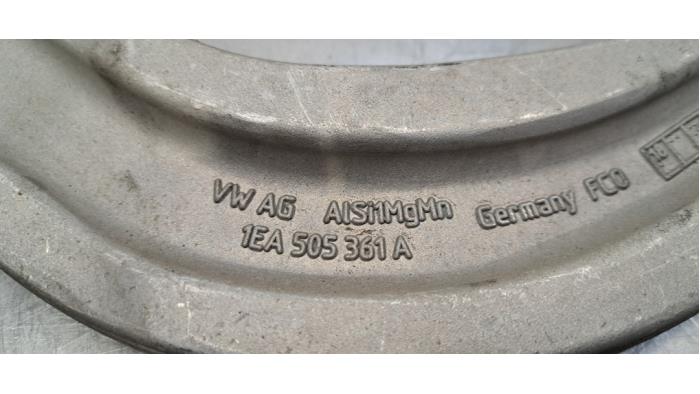 VW AG AlSi1MgMn Germany FC0
1EA 505 361 A